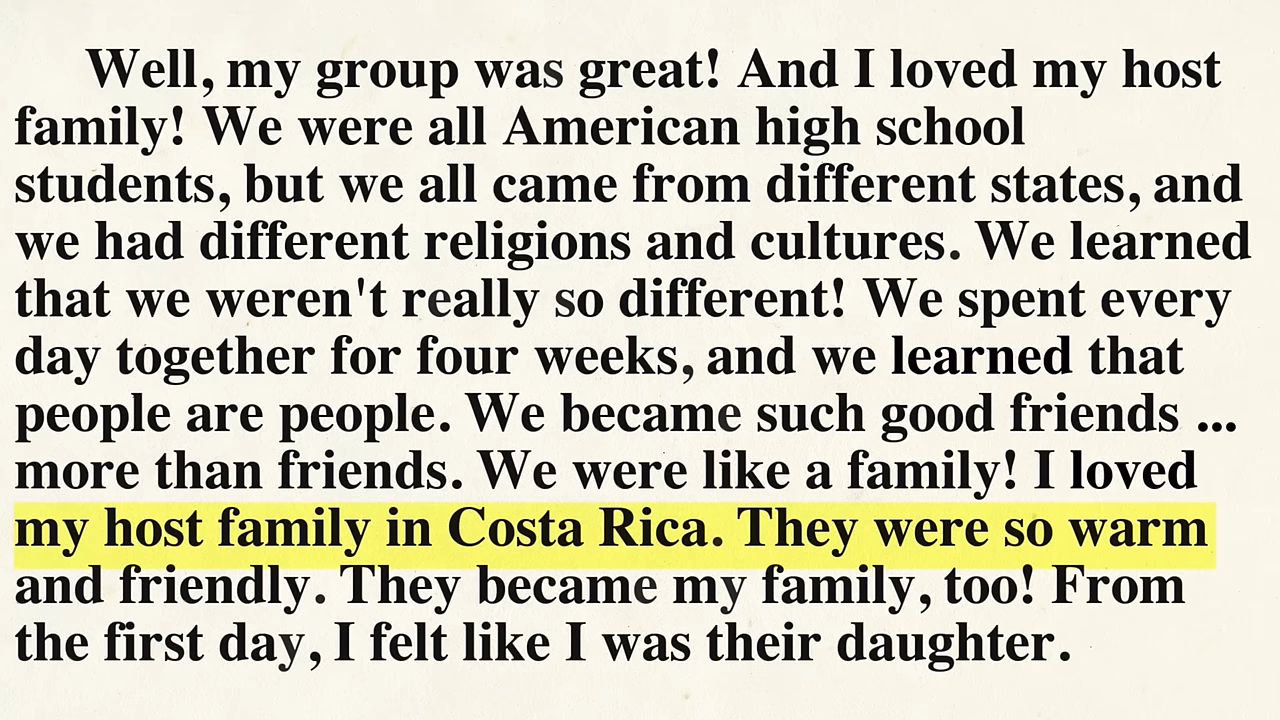 Well, my group was great! And I loved my host
family! We were all American high school
students, but we all came from different states, and
we had different religions and cultures. We learned
that we weren't really so different! We spent every
day together for four weeks, and we learned that
people are people. We became such good friends ...
more than friends. We were like a family! I loved
my host family in Costa Rica. They were so warm
and friendly. They became my family, too! From
the first day, I felt like I was their daughter.